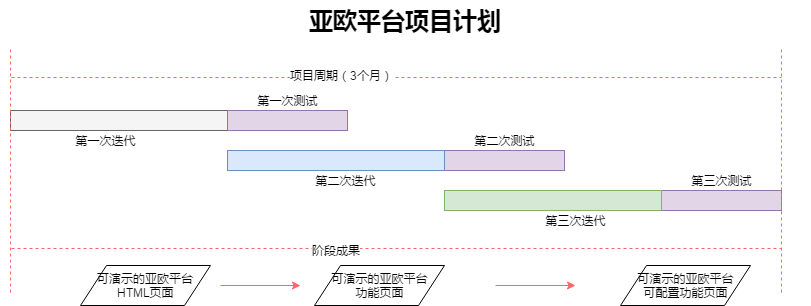 亚欧平台项目计划
项目周期（3个月）
第一次测试
第一次迭代
第二次测试
第二次迭代
第三次测试
第三次迭代
阶段成果
可演示的亚欧平台
HTML页面
可演示的亚欧平台
功能页面
可演示的亚欧平台
可配置功能页面